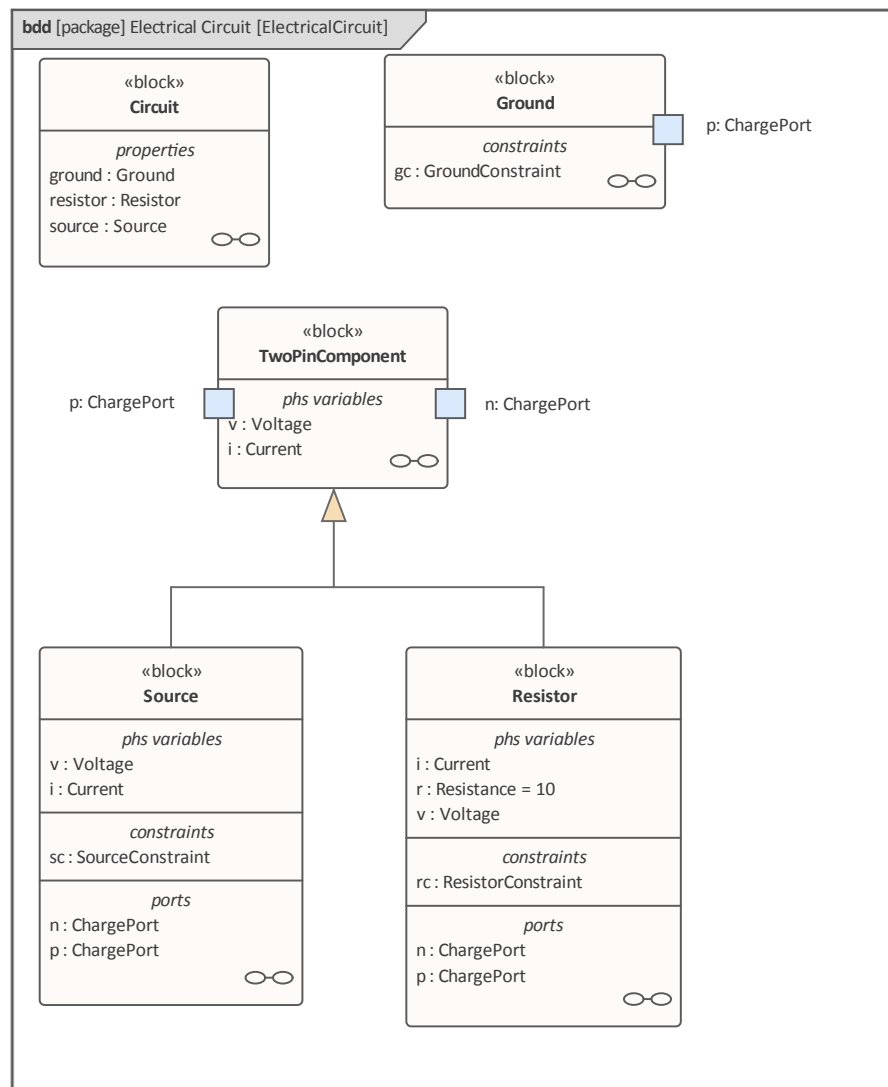 bdd [package] Electrical Circuit [ElectricalCircuit]
«block»
Circuit
properties
ground : Ground
resistor : Resistor
source : Source
«block»
Ground
constraints
gc : GroundConstraint
p: ChargePort
«block»
TwoPinComponent
p: ChargePort
phs variables
v : Voltage
i : Current
n: ChargePort
«block»
Source
phs variables
v : Voltage
i : Current
constraints
sc : SourceConstraint
ports
n : ChargePort
p : ChargePort
«block»
Resistor
phs variables
i : Current
r : Resistance = 10
v : Voltage
constraints
rc : ResistorConstraint
ports
n : ChargePort
p : ChargePort